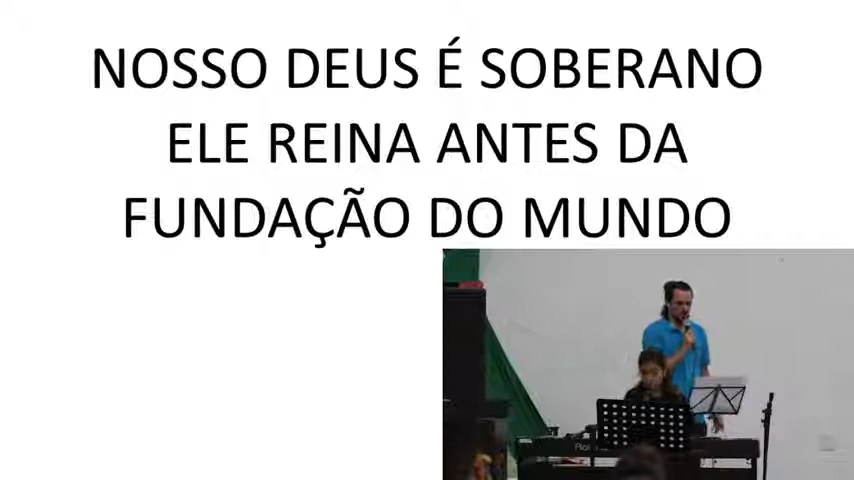 NOSSO DEUS É SOBERANO
ELE REINA ANTES DA
FUNDAÇÃO DO MUNDO